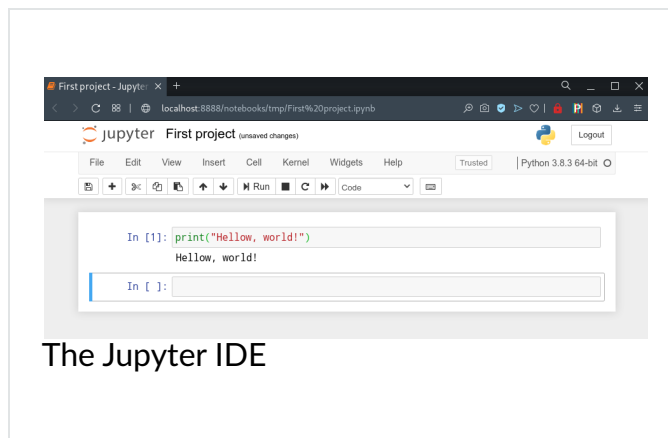 First project - Jupyter
localhost:8888/notebooks/tmp/First%20project.ipynb
jupyter First project (unsaved changes) Logout
File Edit View Insert Cell Kernel Widgets Help Trusted Python 3.8.3 64-bit
Run Code
In [1]: print("Hellow, world!")
Hellow, world!
In [ ]:
The Jupyter IDE